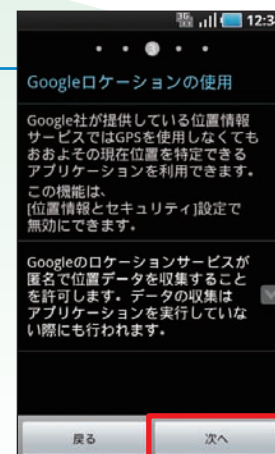 3G 12:3
3
Googleロケーションの使用
Google社が提供している位置情報
サービスではGPSを使用しなくても
おおよその現在位置を特定できる
アプリケーションを利用できます。
この機能は、
[位置情報とセキュリティ]設定で
無効にできます。
Googleのロケーションサービスが
匿名で位置データを収集すること
を許可します。データの収集は
アプリケーションを実行していな
い際にも行われます。
戻る 次へ